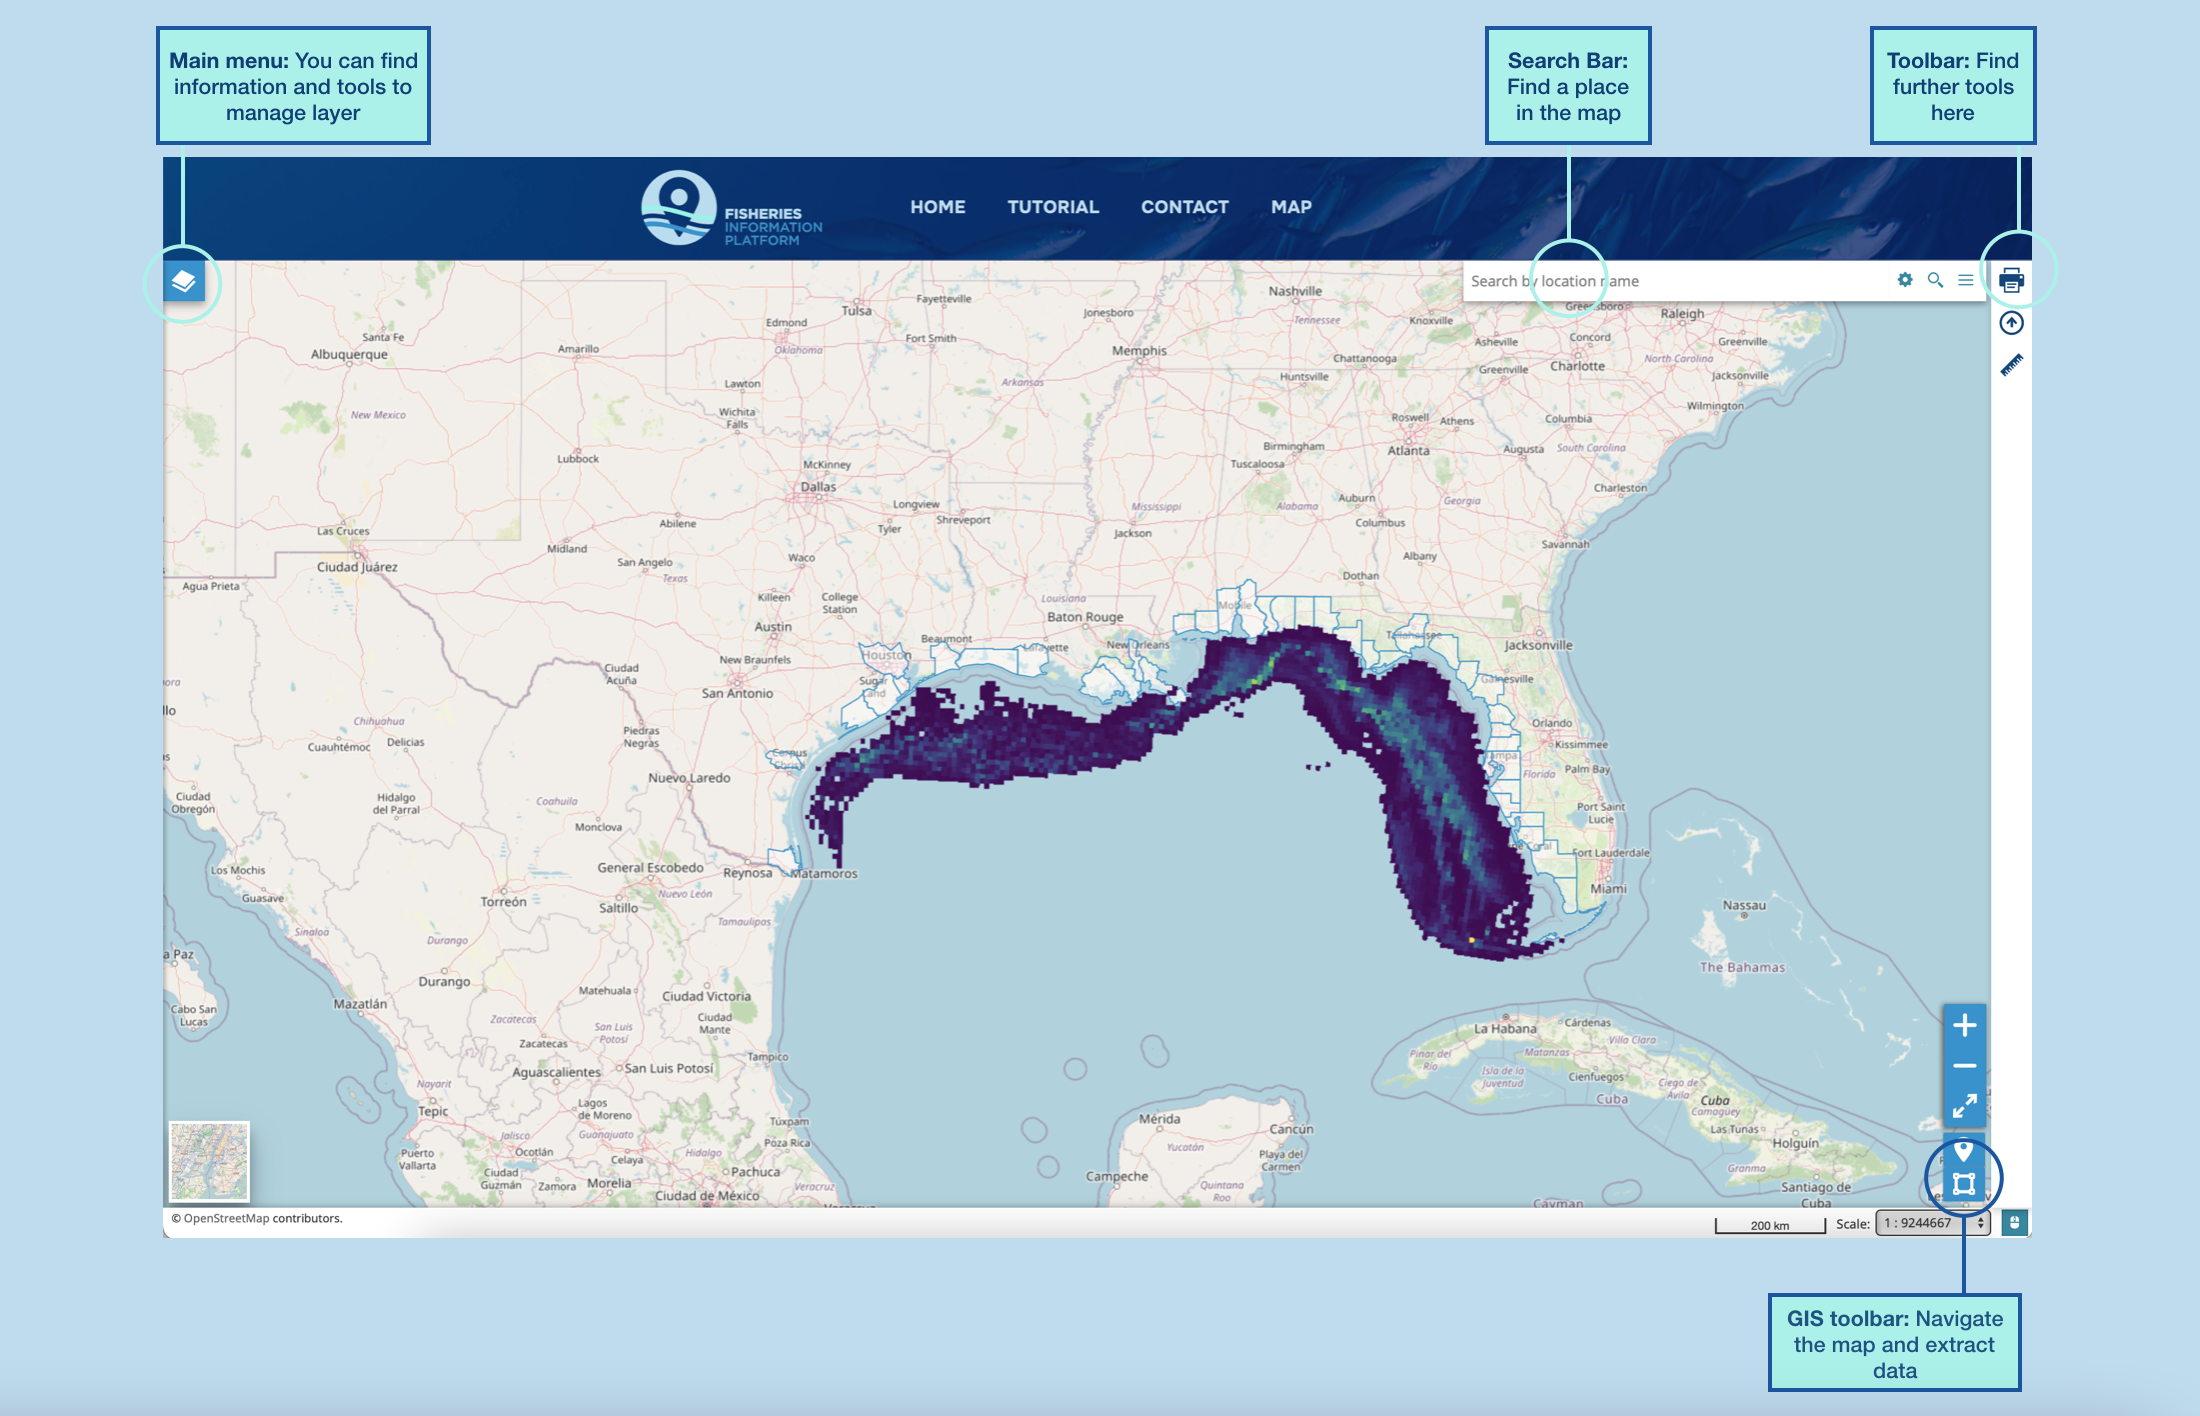 Main menu: You can find
information and tools to
manage layer
Search Bar:
Find a place
in the map
Toolbar: Find
further tools
here
FISHERIES
INFORMATION
PLATFORM
HOME TUTORIAL CONTACT MAP
Search by location name
Nashville
Fayetteville
Tulsa
Jonesboro
Greensboro
Raleigh
Edmond
Tennessee
Knoxville
Santa Fe
Fort Smith
Asheville
Concord
Greenville
Albuquerque
Amarillo
Oklahoma
Memphis
Chattanooga
North Carolina
Charlotte
Greenville
Huntsville
Jacksonville
Lawton
Arkansas
New Mexico
Wichita
Falls
Roswell
Athens
Columbia
Wilmington
Birmingham
Atlanta
Augusta
South Carolina
Lubbock
McKinney
Tuscaloosa
Dallas
Charleston
Longview
Mississippi
Alabama
Auburn
Georgia
Abilene
Tyler
Shreveport
Columbus
Las Cruces
Jackson
Midland
Waco
Albany
Savannah
Ciudad Juárez
San Angelo
Texas
Dothan
Agua Prieta
Killeen
College
Station
Louisiana
Mobile
Baton Rouge
Austin
Beaumont
Tallahassee
Jacksonville
New Braunfels
Houston
Lafayette
New Orleans
Ciudad
Acuña
San Antonio
Sugar
Land
Gainesville
ora
llo
Chihuahua
Piedras
Negras
Orlando
Cuauhtémoc
Delicias
Kissimmee
as
Corpus
Christi
Tampa
Florida
Palm Bay
Nuevo Laredo
Ciudad
Obregón
Hidalgo
del Parral
Coahuila
Port Saint
Lucie
Monclova
Los Mochis
General Escobedo
Reynosa
Matamoros
Cape Coral
Fort Lauderdale
Guasave
Torreón
Nuevo León
Saltillo
Miami
Nassau
Sinaloa
Durango
Tamaulipas
a Paz
The Bahamas
Durango
Matehuala
Ciudad Victoria
Mazatlán
Cabo San
Lucas
Zacatecas
San Luis
Potosí
Ciudad
Mante
La Habana
Cárdenas
Zacatecas
Tampico
Pinar del
Río
Matanzas
Villa Clara
Aguascalientes
San Luis Potosí
Isla de la
Juventud
Cienfuegos
Nayarit
Ciego de
Avila
Cuba
Cuba
Camagüey
Tepic
Lagos
de Moreno
Túxpam
Mérida
Cancún
Las Tunas
Holguín
Jalisco
Guanajuato
Poza Rica
Yucatán
Puerto
Vallarta
Ocotlán
Celaya
Hidalgo
Playa del
Carmen
Granma
Ciudad
Guzmán
Zamora
Morelia
Pachuca
Campeche
Quintana
Roo
Santiago de
Cuba
Ciudad de México
Veracruz
Cayman
© OpenStreetMap contributors.
200 km
Scale: 1 : 9244667
GIS toolbar: Navigate
the map and extract
data